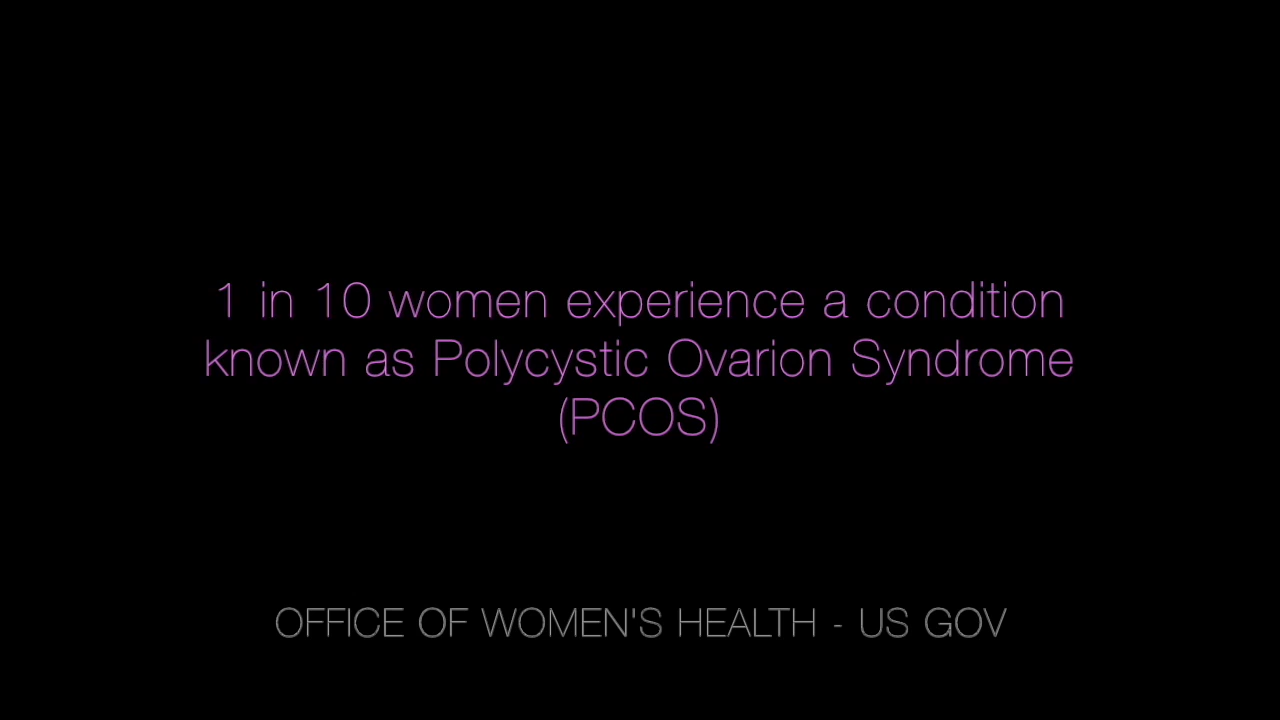 1 in 10 women experience a condition
known as Polycystic Ovarion Syndrome
(PCOS)
OFFICE OF WOMEN'S HEALTH - US GOV